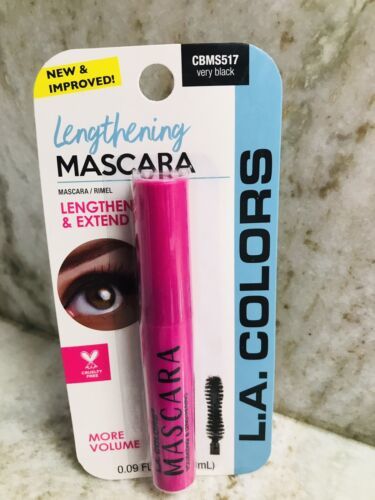 NEW &
IMPROVED!
CBMS517
very black
Lengthening
MASCARA
MASCARA / RIMEL
LENGTHEN
& EXTEND
CRUELTY
FREE
MORE
VOLUME
0.09 FL
mL)
L.A. COLORS
L.A. COLORS
MASCARA